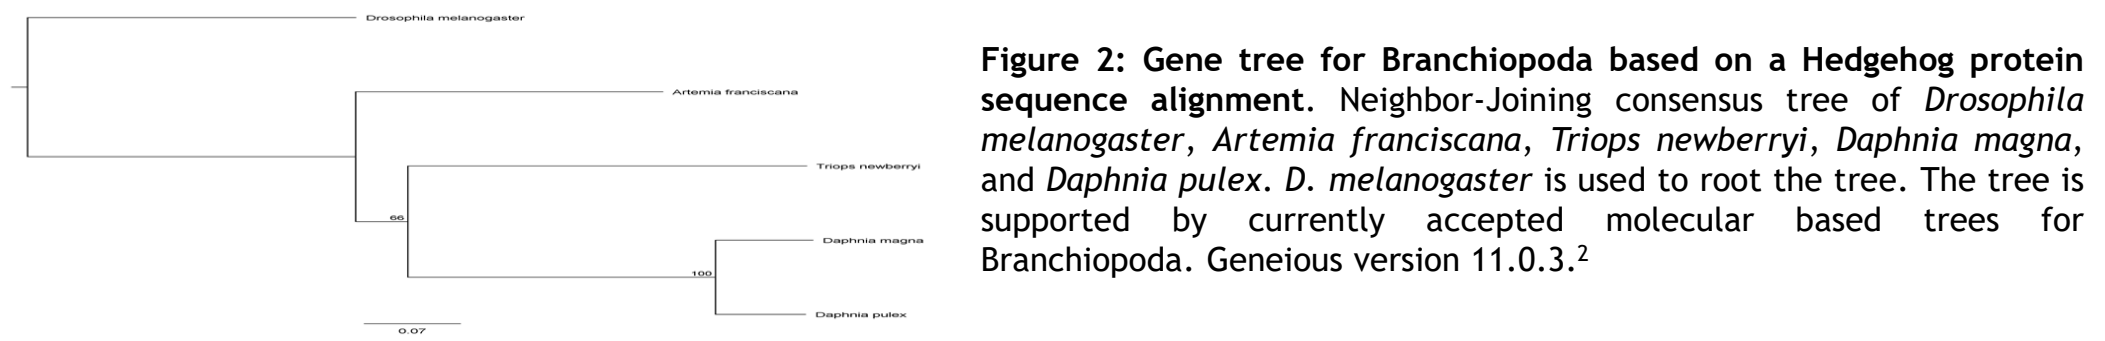 Drosophila melanogaster
Artemia franciscana
Triops newberryi
66
Daphnia magna
100
Daphnia pulex
0.07
Figure 2: Gene tree for Branchiopoda based on a Hedgehog protein
sequence alignment. Neighbor-Joining consensus tree of Drosophila
melanogaster, Artemia franciscana, Triops newberryi, Daphnia magna,
and Daphnia pulex. D. melanogaster is used to root the tree. The tree is
supported by currently accepted molecular based trees for
Branchiopoda. Geneious version 11.0.3.²